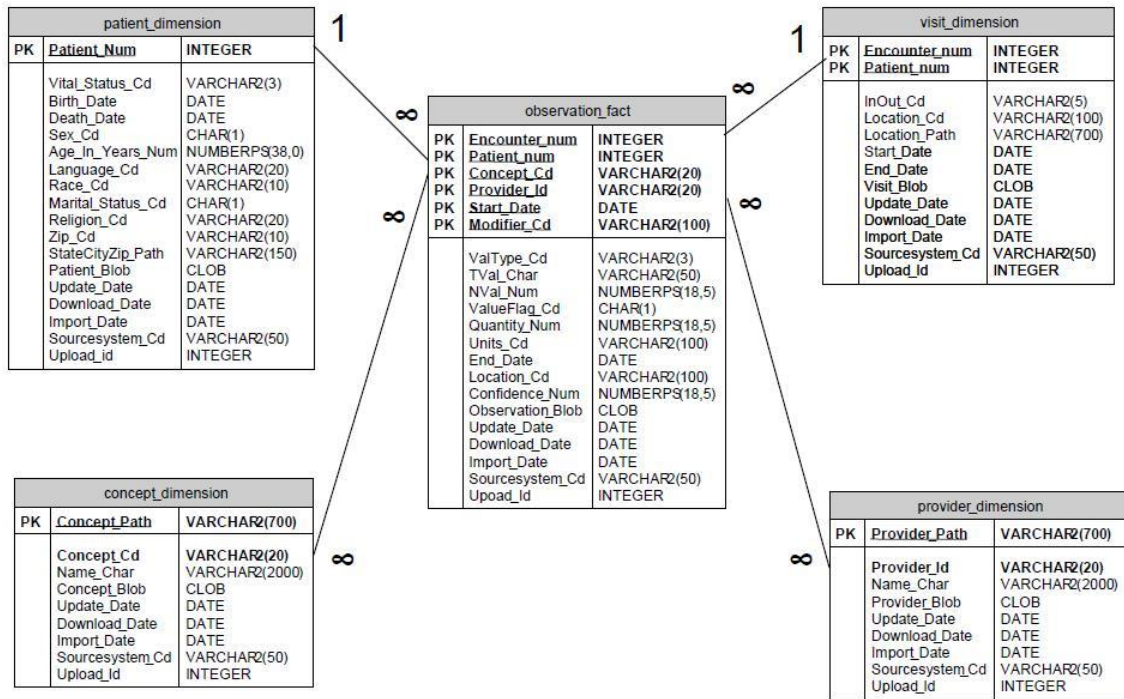 patient_dimension
PK Patient_Num INTEGER
Vital_Status_Cd VARCHAR2(3)
Birth_Date DATE
Death_Date DATE
Sex_Cd CHAR(1)
Age_In_Years_Num NUMBERPS(38,0)
Language_Cd VARCHAR2(20)
Race_Cd VARCHAR2(10)
Marital_Status_Cd CHAR(1)
Religion_Cd VARCHAR2(20)
Zip_Cd VARCHAR2(10)
StateCityZip_Path VARCHAR2(150)
Patient_Blob CLOB
Update_Date DATE
Download_Date DATE
Import_Date DATE
Sourcesystem_Cd VARCHAR2(50)
Upload_id INTEGER
1
∞
observation_fact
PK Encounter_num INTEGER
PK Patient_num INTEGER
PK Concept_Cd VARCHAR2(20)
PK Provider_Id VARCHAR2(20)
PK Start_Date DATE
PK Modifier_Cd VARCHAR2(100)
ValType_Cd VARCHAR2(3)
TVal_Char VARCHAR2(50)
NVal_Num NUMBERPS(18,5)
ValueFlag_Cd CHAR(1)
Quantity_Num NUMBERPS(18,5)
Units_Cd VARCHAR2(100)
End_Date DATE
Location_Cd VARCHAR2(100)
Confidence_Num NUMBERPS(18,5)
Observation_Blob CLOB
Update_Date DATE
Download_Date DATE
Import_Date DATE
Sourcesystem_Cd VARCHAR2(50)
Upoad_Id INTEGER
1
∞
visit_dimension
PK Encounter_num INTEGER
PK Patient_num INTEGER
InOut_Cd VARCHAR2(5)
Location_Cd VARCHAR2(100)
Location_Path VARCHAR2(700)
Start_Date DATE
End_Date DATE
Visit_Blob CLOB
Update_Date DATE
Download_Date DATE
Import_Date DATE
Sourcesystem_Cd VARCHAR2(50)
Upload_Id INTEGER
∞
∞
concept_dimension
PK Concept_Path VARCHAR2(700)
Concept_Cd VARCHAR2(20)
Name_Char VARCHAR2(2000)
Concept_Blob CLOB
Update_Date DATE
Download_Date DATE
Import_Date DATE
Sourcesystem_Cd VARCHAR2(50)
Upload_Id INTEGER
∞
∞
provider_dimension
PK Provider_Path VARCHAR2(700)
Provider_Id VARCHAR2(20)
Name_Char VARCHAR2(2000)
Provider_Blob CLOB
Update_Date DATE
Download_Date DATE
Import_Date DATE
Sourcesystem_Cd VARCHAR2(50)
Upload_Id INTEGER